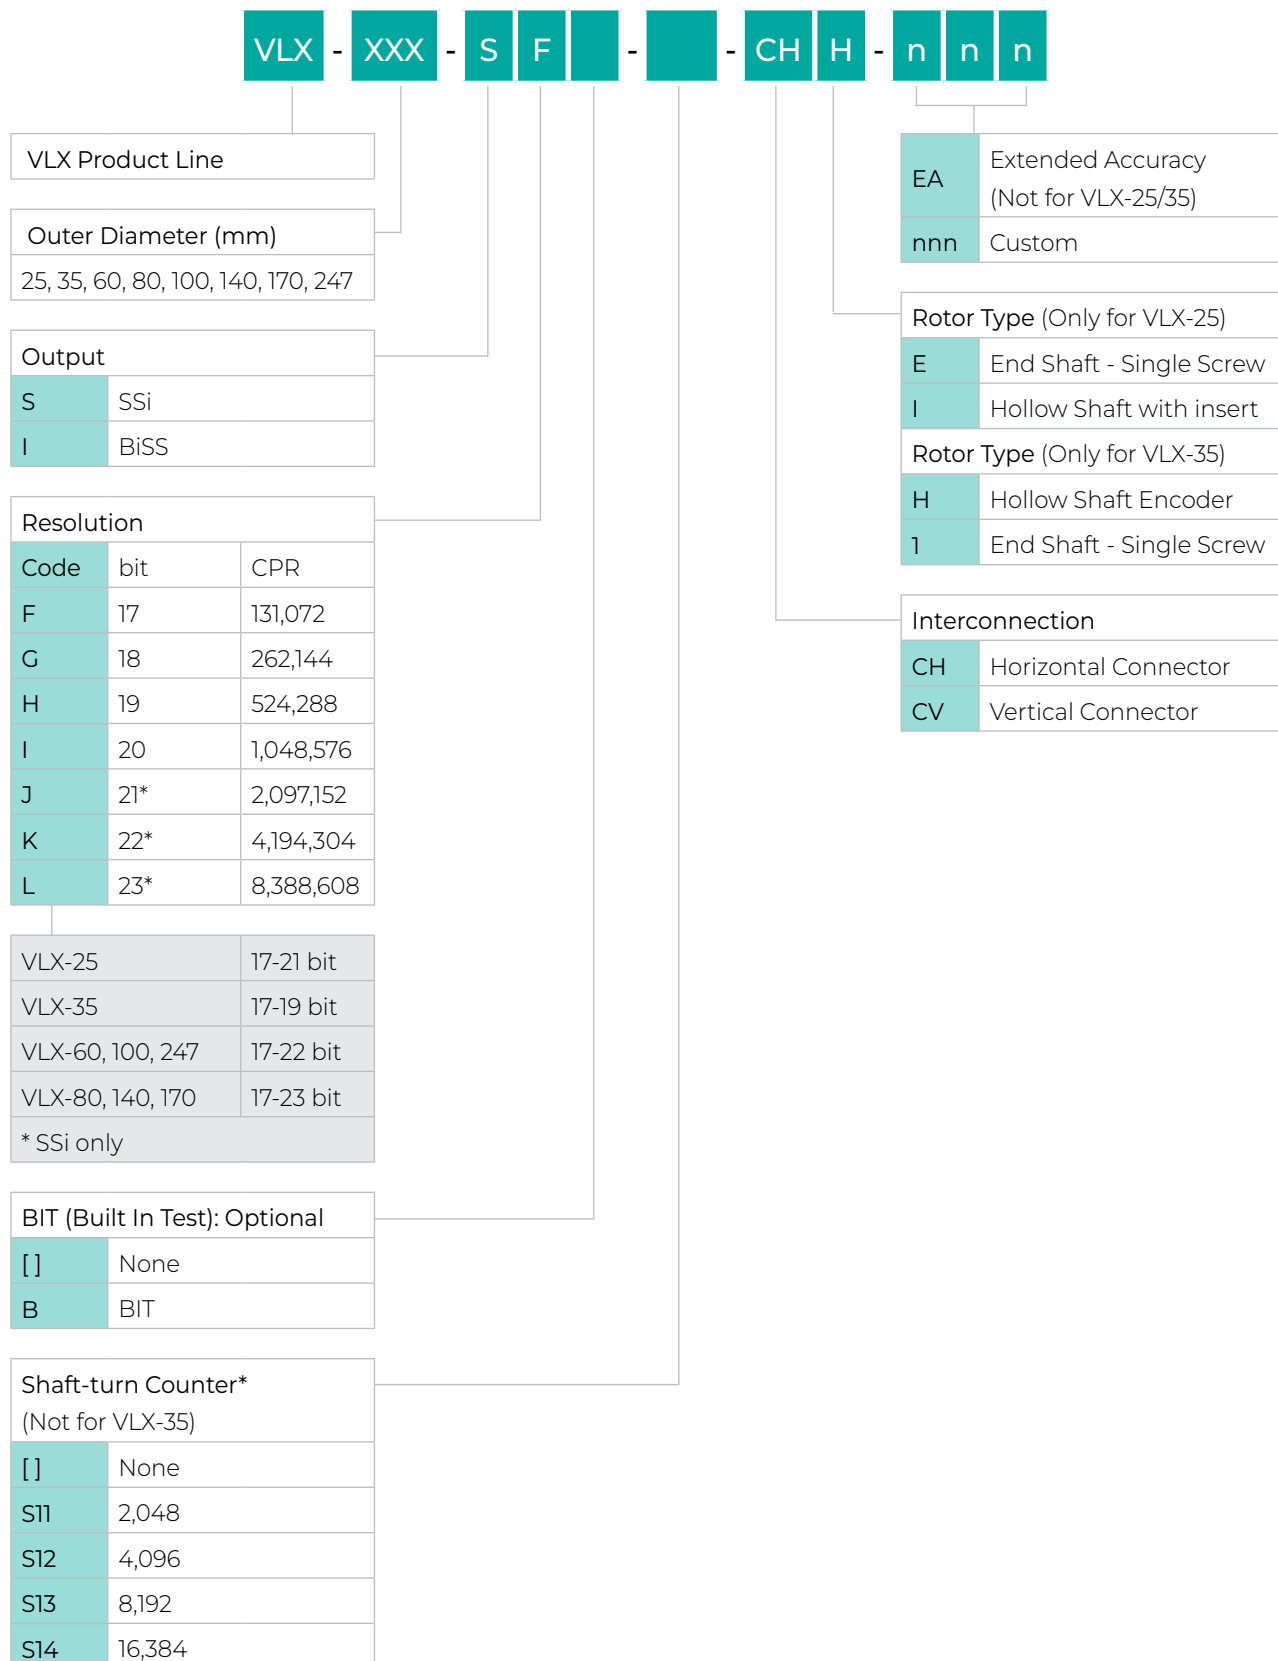 VLX - XXX - S F - - CH H - n n n
VLX Product Line
Outer Diameter (mm)
25, 35, 60, 80, 100, 140, 170, 247
Output
S SSi
I BiSS
Resolution
Code bit CPR
F 17 131,072
G 18 262,144
H 19 524,288
I 20 1,048,576
J 21* 2,097,152
K 22* 4,194,304
L 23* 8,388,608
VLX-25 17-21 bit
VLX-35 17-19 bit
VLX-60, 100, 247 17-22 bit
VLX-80, 140, 170 17-23 bit
* SSi only
BIT (Built In Test): Optional
[ ] None
B BIT
Shaft-turn Counter*
(Not for VLX-35)
[ ] None
S11 2,048
S12 4,096
S13 8,192
S14 16,384
EA Extended Accuracy
(Not for VLX-25/35)
nnn Custom
Rotor Type (Only for VLX-25)
E End Shaft - Single Screw
I Hollow Shaft with insert
Rotor Type (Only for VLX-35)
H Hollow Shaft Encoder
1 End Shaft - Single Screw
Interconnection
CH Horizontal Connector
CV Vertical Connector